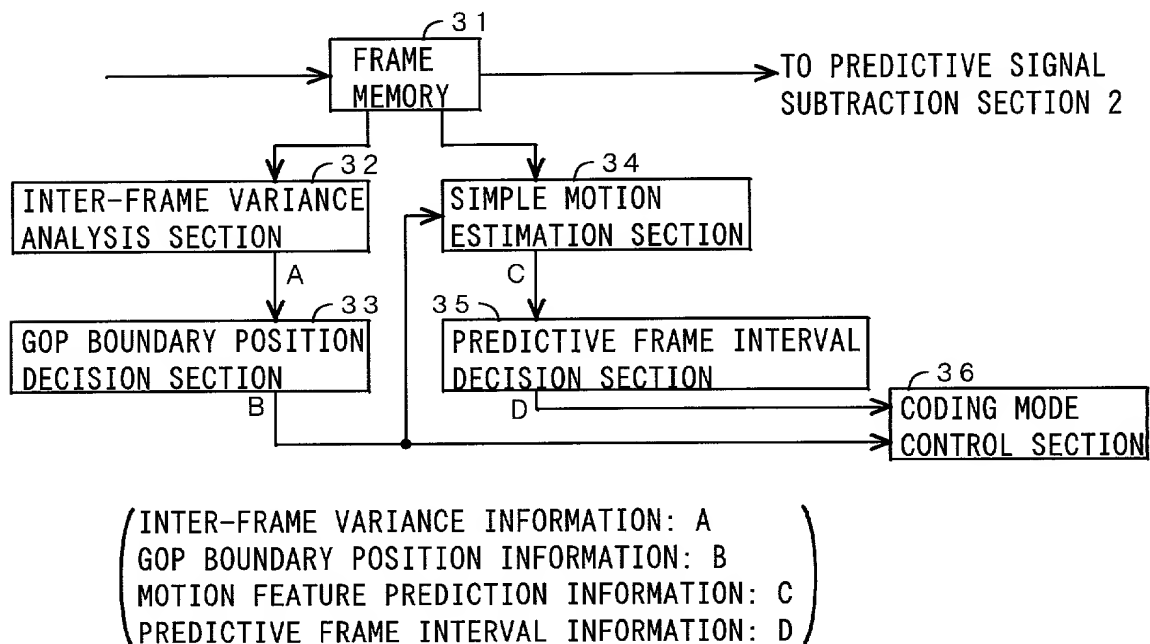 31
FRAME
MEMORY
TO PREDICTIVE SIGNAL
SUBTRACTION SECTION 2
32
INTER-FRAME VARIANCE
ANALYSIS SECTION
34
SIMPLE MOTION
ESTIMATION SECTION
A
C
33
GOP BOUNDARY POSITION
DECISION SECTION
35
PREDICTIVE FRAME INTERVAL
DECISION SECTION
B
D
36
CODING MODE
CONTROL SECTION
INTER-FRAME VARIANCE INFORMATION: A
GOP BOUNDARY POSITION INFORMATION: B
MOTION FEATURE PREDICTION INFORMATION: C
PREDICTIVE FRAME INTERVAL INFORMATION: D